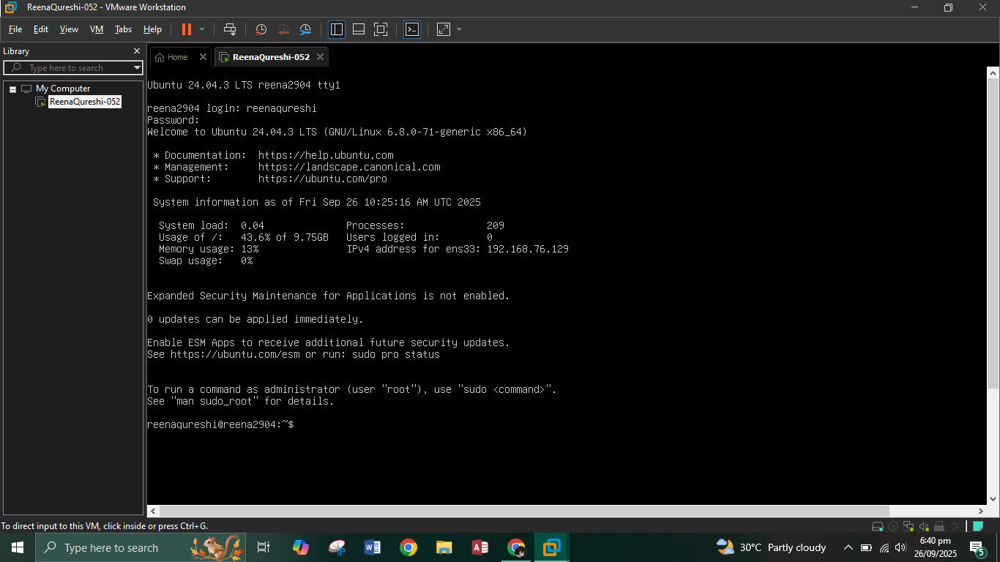 ReenaQureshi-052 - VMware Workstation
File Edit View VM Tabs Help
Library
Type here to search
My Computer
ReenaQureshi-052
Home
ReenaQureshi-052
Ubuntu 24.04.3 LTS reena2904 tty1
reena2904 login: reenaqureshi
Password:
Welcome to Ubuntu 24.04.3 LTS (GNU/Linux 6.8.0-71-generic x86_64)
* Documentation: https://help.ubuntu.com
* Management: https://landscape.canonical.com
* Support: https://ubuntu.com/pro
System information as of Fri Sep 26 10:25:16 AM UTC 2025
System load: 0.04 Processes: 209
Usage of /: 43.6% of 9.75GB Users logged in: 0
Memory usage: 13% IPv4 address for ens33: 192.168.76.129
Swap usage: 0%
Expanded Security Maintenance for Applications is not enabled.
0 updates can be applied immediately.
Enable ESM Apps to receive additional future security updates.
See https://ubuntu.com/esm or run: sudo pro status
To run a command as administrator (user "root"), use "sudo <command>".
See "man sudo_root" for details.
reenaqureshi@reena2904:~$
To direct input to this VM, click inside or press Ctrl+G.
Type here to search
30°C Partly cloudy
6:40 pm
26/09/2025
5